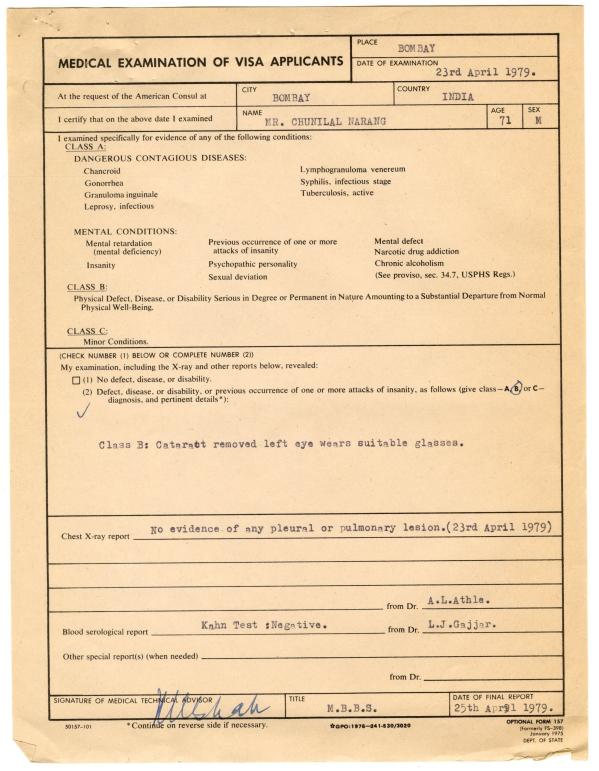 MEDICAL EXAMINATION OF VISA APPLICANTS
PLACE
BOMBAY
DATE OF EXAMINATION
23rd April 1979.
At the request of the American Consul at
CITY
BOMBAY
COUNTRY
INDIA
I certify that on the above date I examined
NAME
MR. CHUNILAL NARANG
AGE
71
SEX
M
I examined specifically for evidence of any of the following conditions:
CLASS A:
DANGEROUS CONTAGIOUS DISEASES:
Chancroid
Gonorrhea
Granuloma inguinale
Leprosy, infectious
Lymphogranuloma venereum
Syphilis, infectious stage
Tuberculosis, active
MENTAL CONDITIONS:
Mental retardation
(mental deficiency)
Insanity
Previous occurrence of one or more
attacks of insanity
Psychopathic personality
Sexual deviation
Mental defect
Narcotic drug addiction
Chronic alcoholism
(See proviso, sec. 34.7, USPHS Regs.)
CLASS B:
Physical Defect, Disease, or Disability Serious in Degree or Permanent in Nature Amounting to a Substantial Departure from Normal
Physical Well-Being.
CLASS C:
Minor Conditions.
(CHECK NUMBER (1) BELOW OR COMPLETE NUMBER (2))
My examination, including the X-ray and other reports below, revealed:
(1) No defect, disease, or disability.
(2) Defect, disease, or disability, or previous occurrence of one or more attacks of insanity, as follows (give class—A, B, or C—
diagnosis, and pertinent details*):
Class B: Cataract removed left eye wears suitable glasses.
Chest X-ray report No evidence of any pleural or pulmonary lesion.(23rd April 1979)
from Dr. A.L.Athle.
Blood serological report Kahn Test :Negative.
from Dr. L.J.Gajjar.
Other special report(s) (when needed)
from Dr.
SIGNATURE OF MEDICAL TECHNICAL ADVISOR
TITLE
M.B.B.S.
DATE OF FINAL REPORT
25th April 1979.
50157-101
*Continue on reverse side if necessary.
☆GPO:1978-241-530/3020
OPTIONAL FORM 157
(Formerly FS-398)
January 1975
DEPT. OF STATE